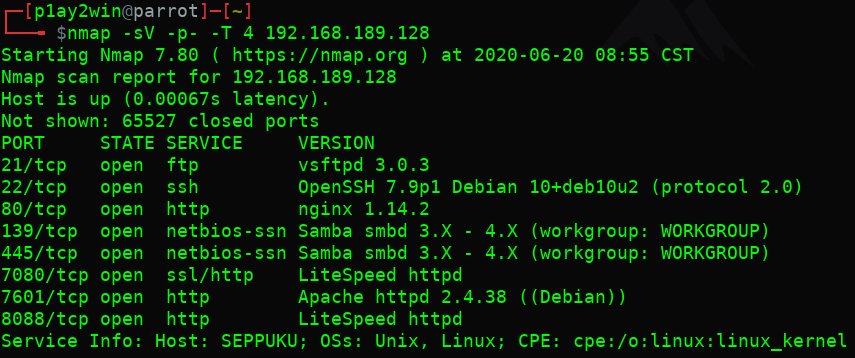 ┌─[p1ay2win@parrot]─[~]
└──╼ $nmap -sV -p- -T 4 192.168.189.128
Starting Nmap 7.80 ( https://nmap.org ) at 2020-06-20 08:55 CST
Nmap scan report for 192.168.189.128
Host is up (0.00067s latency).
Not shown: 65527 closed ports
PORT     STATE SERVICE     VERSION
21/tcp   open  ftp         vsftpd 3.0.3
22/tcp   open  ssh         OpenSSH 7.9p1 Debian 10+deb10u2 (protocol 2.0)
80/tcp   open  http        nginx 1.14.2
139/tcp  open  netbios-ssn Samba smbd 3.X - 4.X (workgroup: WORKGROUP)
445/tcp  open  netbios-ssn Samba smbd 3.X - 4.X (workgroup: WORKGROUP)
7080/tcp open  ssl/http    LiteSpeed httpd
7601/tcp open  http        Apache httpd 2.4.38 ((Debian))
8088/tcp open  http        LiteSpeed httpd
Service Info: Host: SEPPUKU; OSs: Unix, Linux; CPE: cpe:/o:linux:linux_kernel